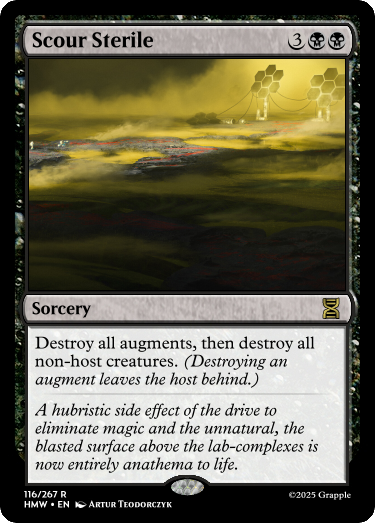 Scour Sterile 3
Sorcery
Destroy all augments, then destroy all
non-host creatures. (Destroying an
augment leaves the host behind.)
A hubristic side effect of the drive to
eliminate magic and the unnatural, the
blasted surface above the lab-complexes is
now entirely anathema to life.
116/267 R
HMW • EN Artur Teodorczyk
©2025 Grapple